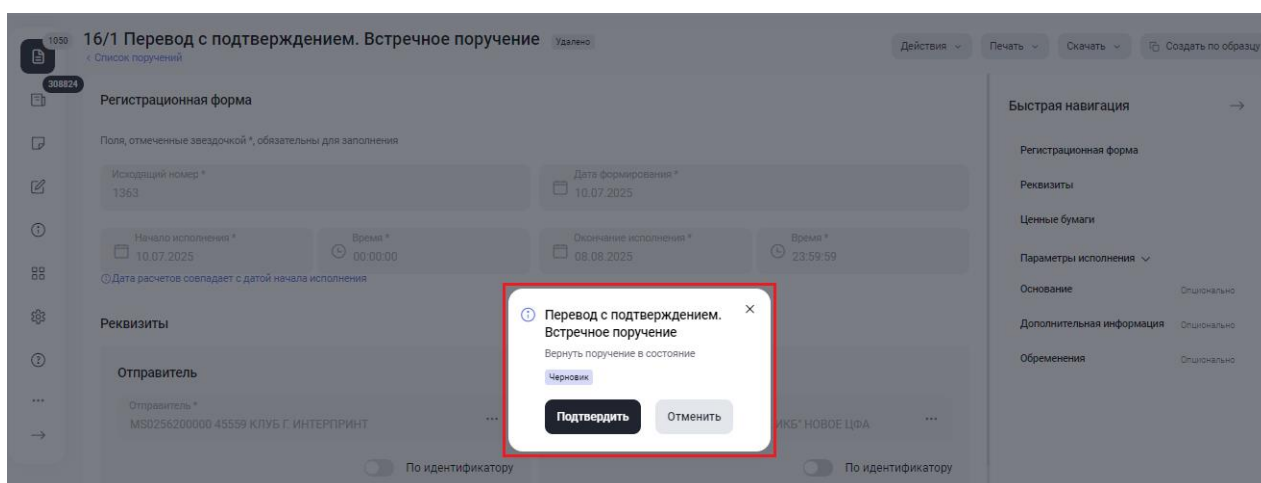 1050
16/1 Перевод с подтверждением. Встречное поручение Удалено
‹ Список поручений
Действия
Печать
Скачать
Создать по образцу
308824
Регистрационная форма
Поля, отмеченные звездочкой *, обязательны для заполнения
Исходящий номер *
1363
Дата формирования *
10.07.2025
Начало исполнения *
10.07.2025
Время *
00:00:00
Окончание исполнения *
08.08.2025
Время *
23:59:59
Дата расчетов совпадает с датой начала исполнения
Реквизиты
Отправитель
Отправитель *
MS0256200000 45559 КЛУБ Г. ИНТЕРПРИНТ
ИКБ" НОВОЕ ЦФА
По идентификатору
По идентификатору
Перевод с подтверждением.
Встречное поручение
Вернуть поручение в состояние
Черновик
Подтвердить
Отменить
Быстрая навигация
Регистрационная форма
Реквизиты
Ценные бумаги
Параметры исполнения
Основание Опционально
Дополнительная информация Опционально
Обременения Опционально